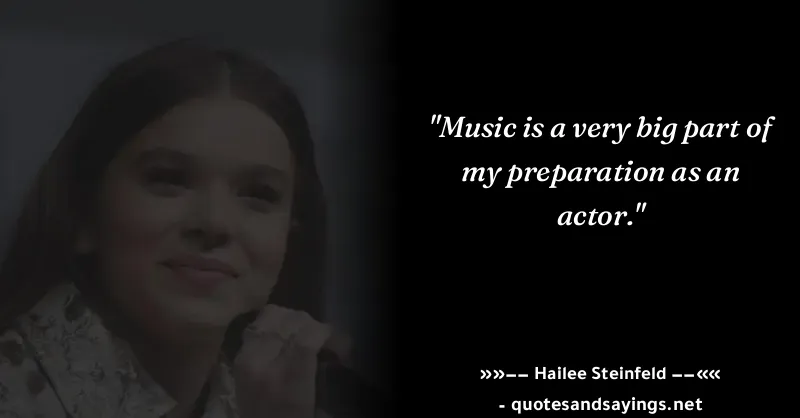 "Music is a very big part of
my preparation as an
actor."
»»−− Hailee Steinfeld −−««
- quotesandsayings.net